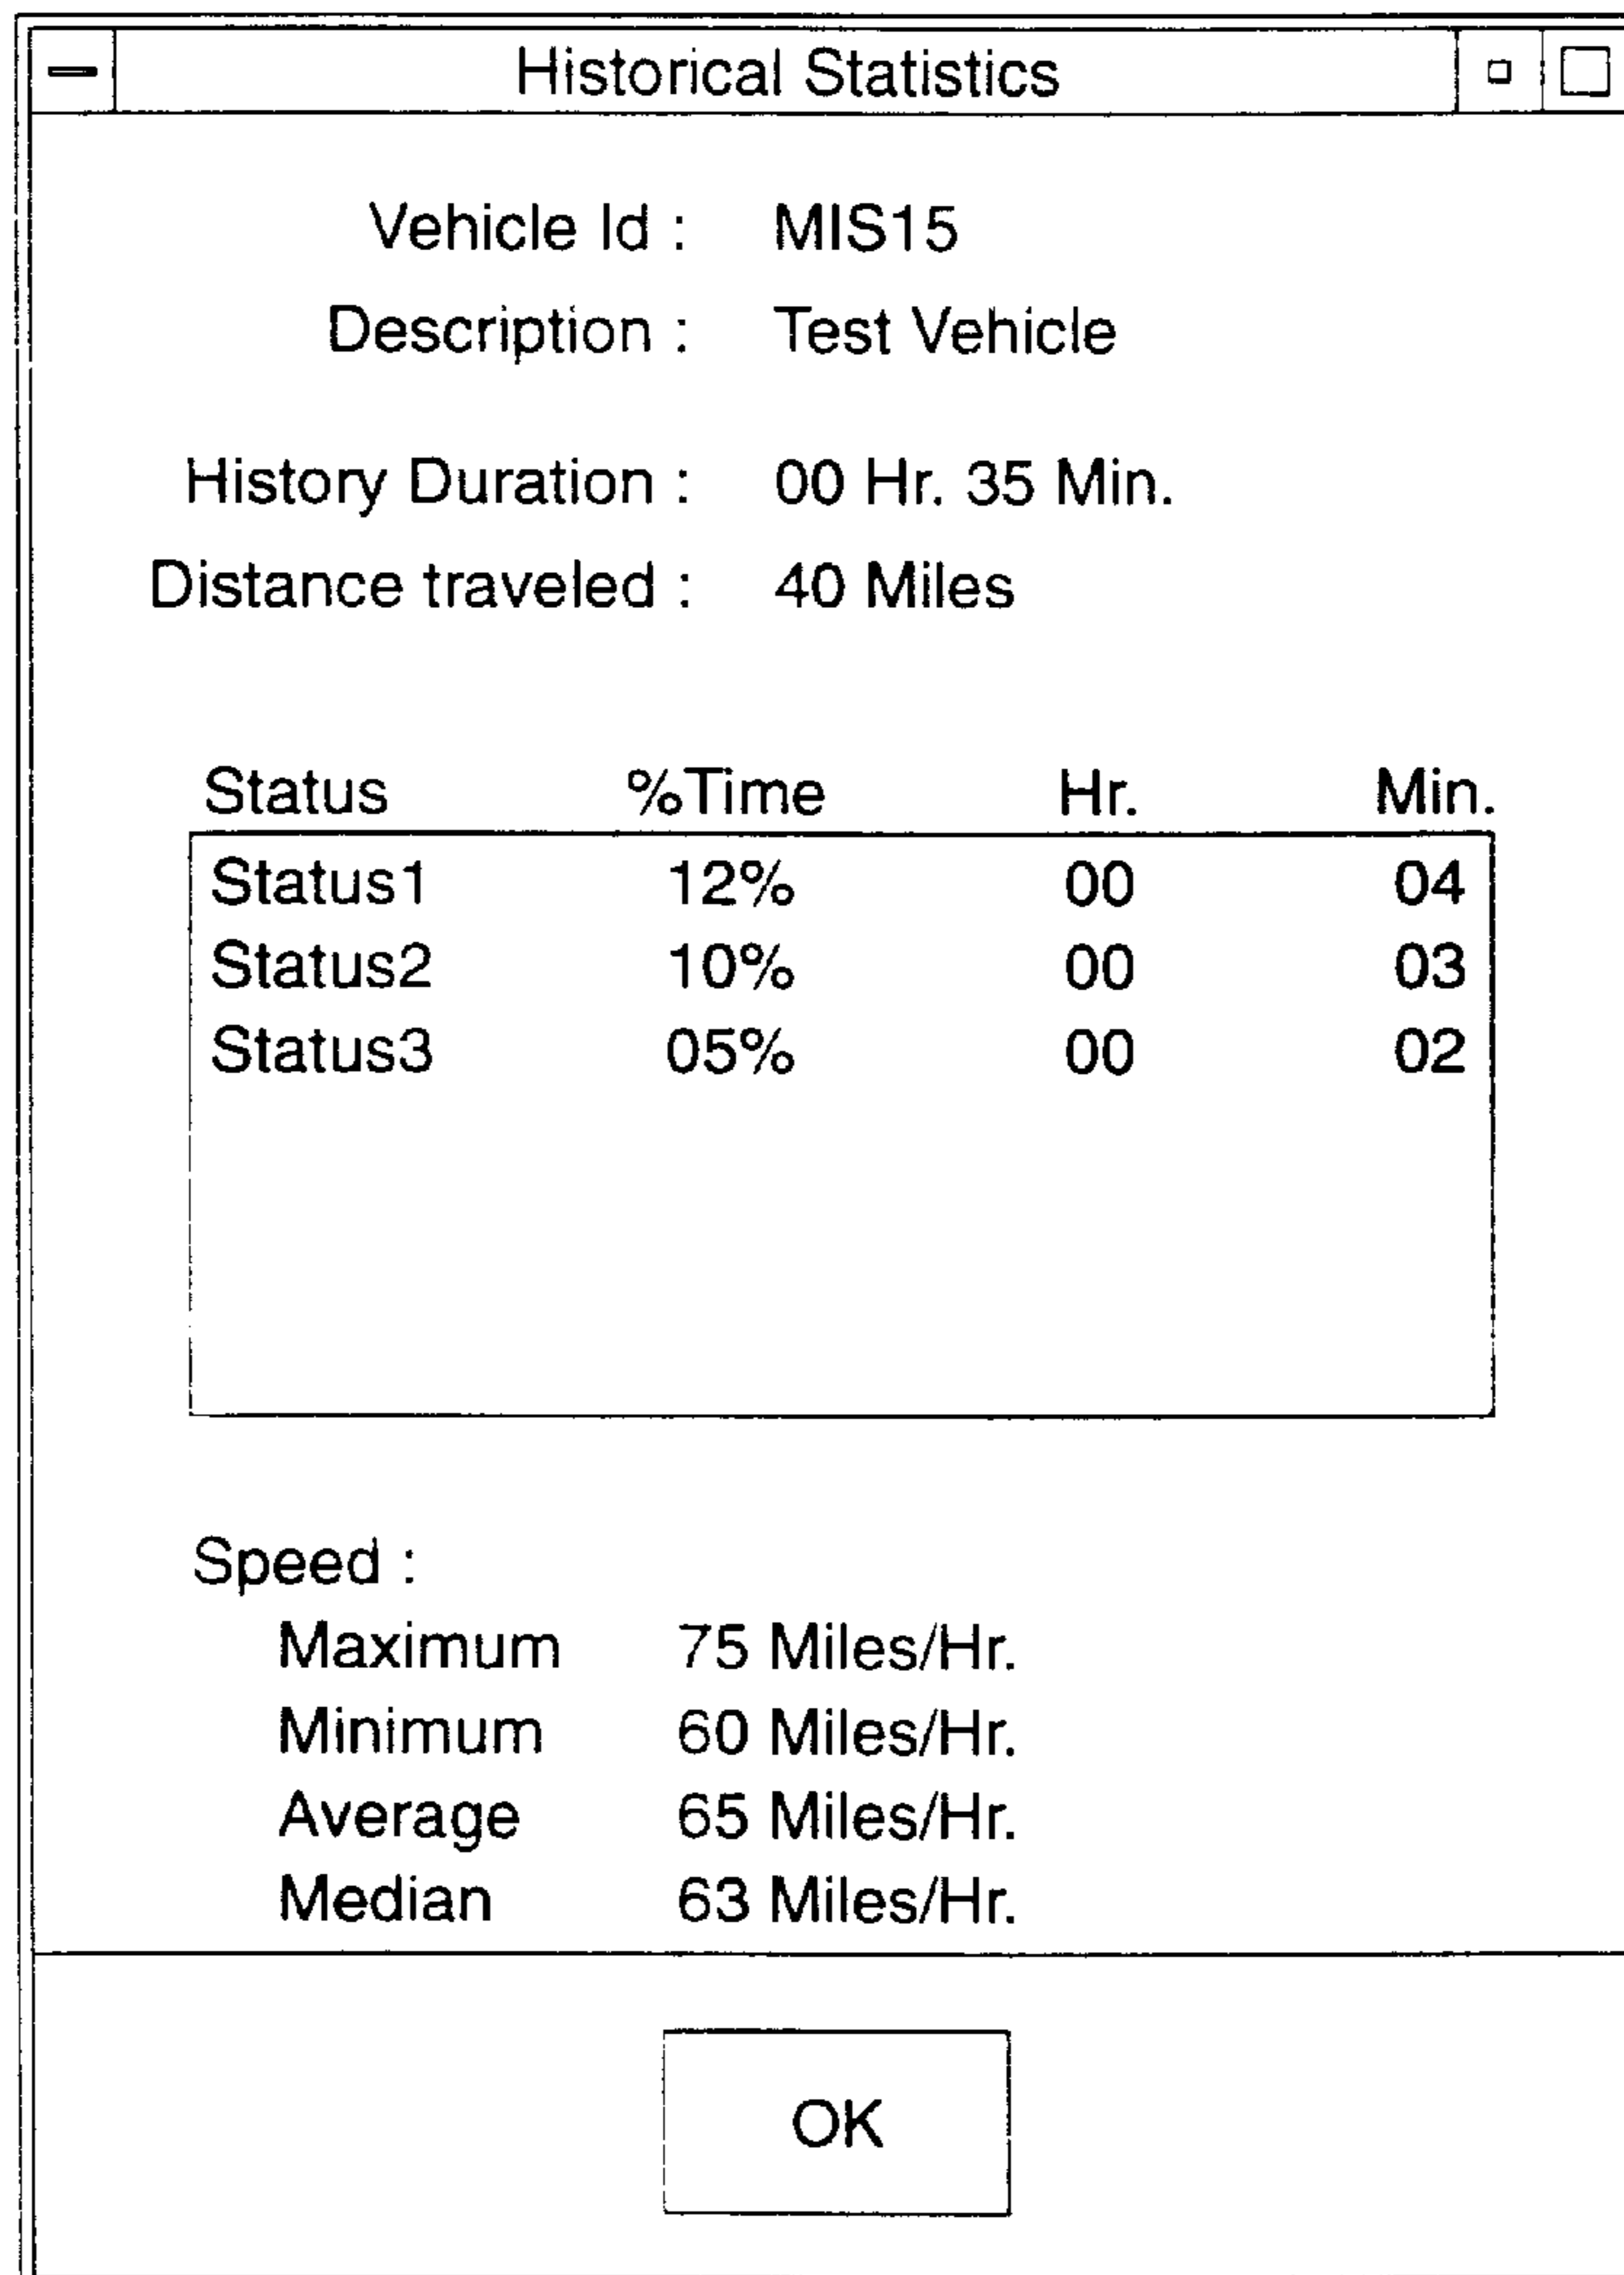 Historical Statistics
Vehicle Id : MIS15
Description : Test Vehicle
History Duration : 00 Hr. 35 Min.
Distance traveled : 40 Miles
Status %Time Hr. Min.
Status1 12% 00 04
Status2 10% 00 03
Status3 05% 00 02
Speed :
Maximum 75 Miles/Hr.
Minimum 60 Miles/Hr.
Average 65 Miles/Hr.
Median 63 Miles/Hr.
OK